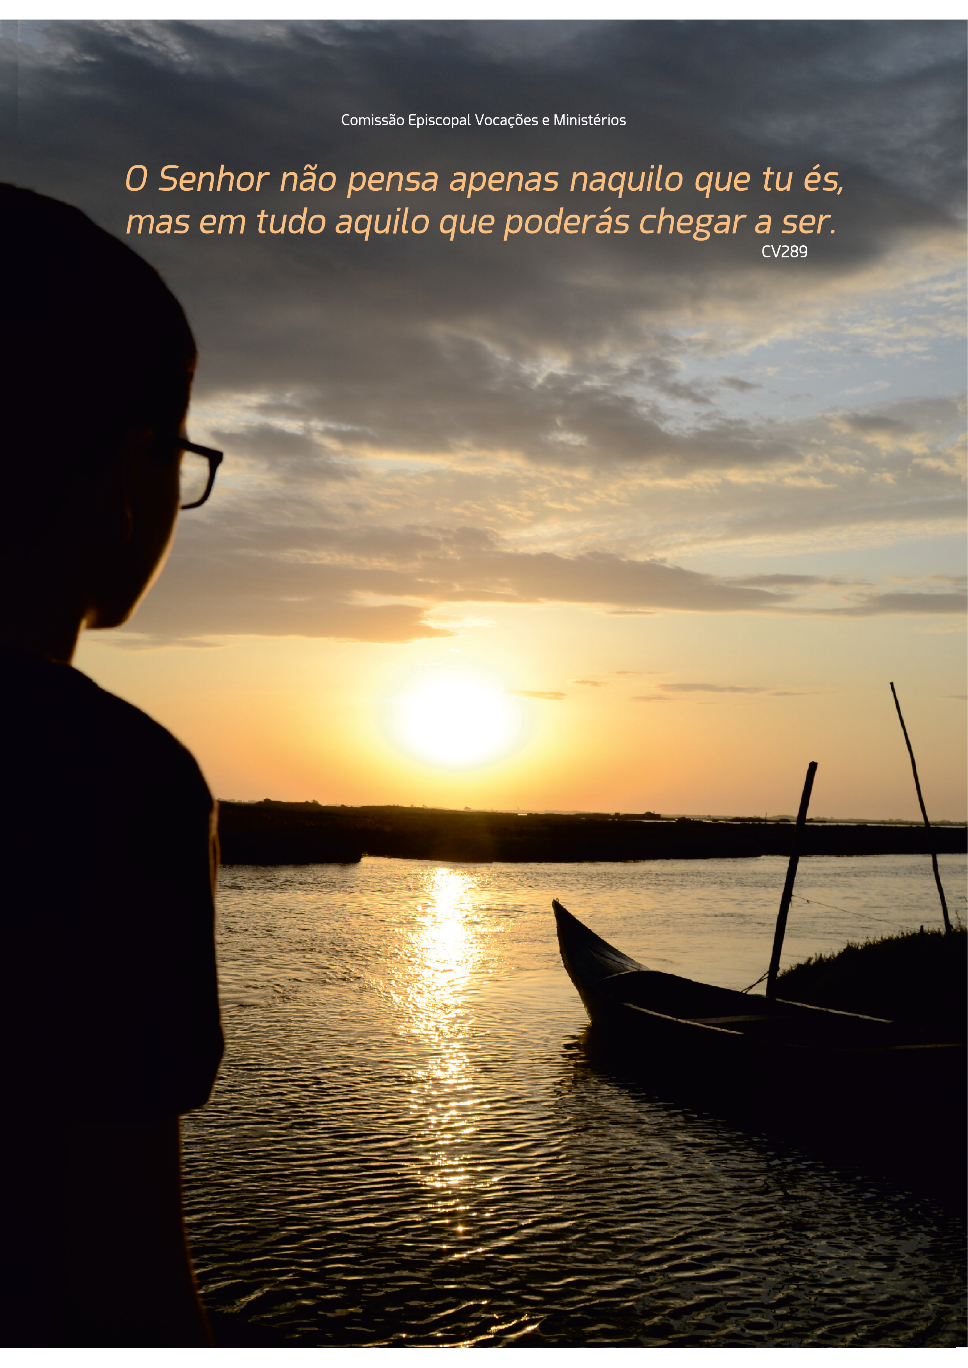 Comissão Episcopal Vocações e Ministérios
O Senhor não pensa apenas naquilo que tu és,
mas em tudo aquilo que poderás chegar a ser.
CV289